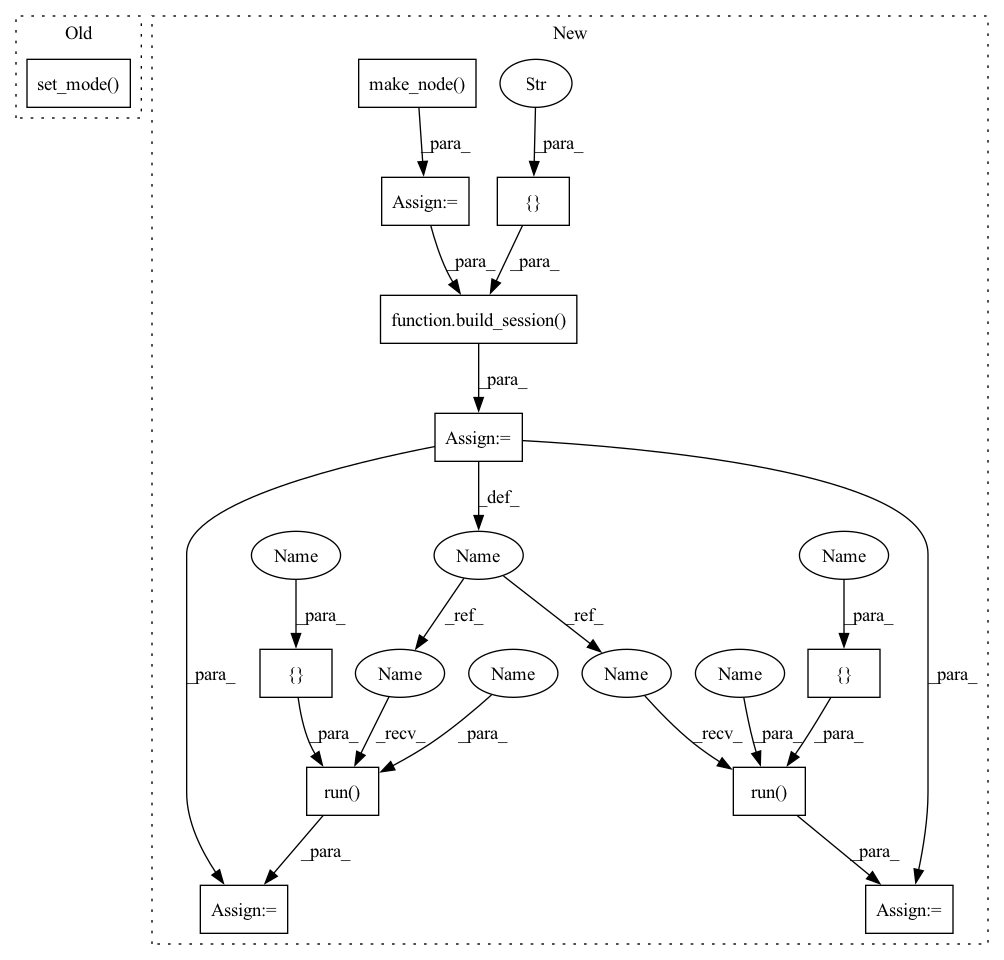 Old
New
set_mode()
make_node()
Str
_para_
_para_
Assign:=
{}
_para_
_para_
function.build_session()
_para_
Assign:=
_def_
Name
Name
Name
_para_
_ref_
_ref_
_para_
_para_
{}
Name
Name
Name
Name
{}
_para_
_para_
_recv_
_para_
_recv_
_para_
_para_
run()
run()
_para_
_para_
Assign:=
Assign:=